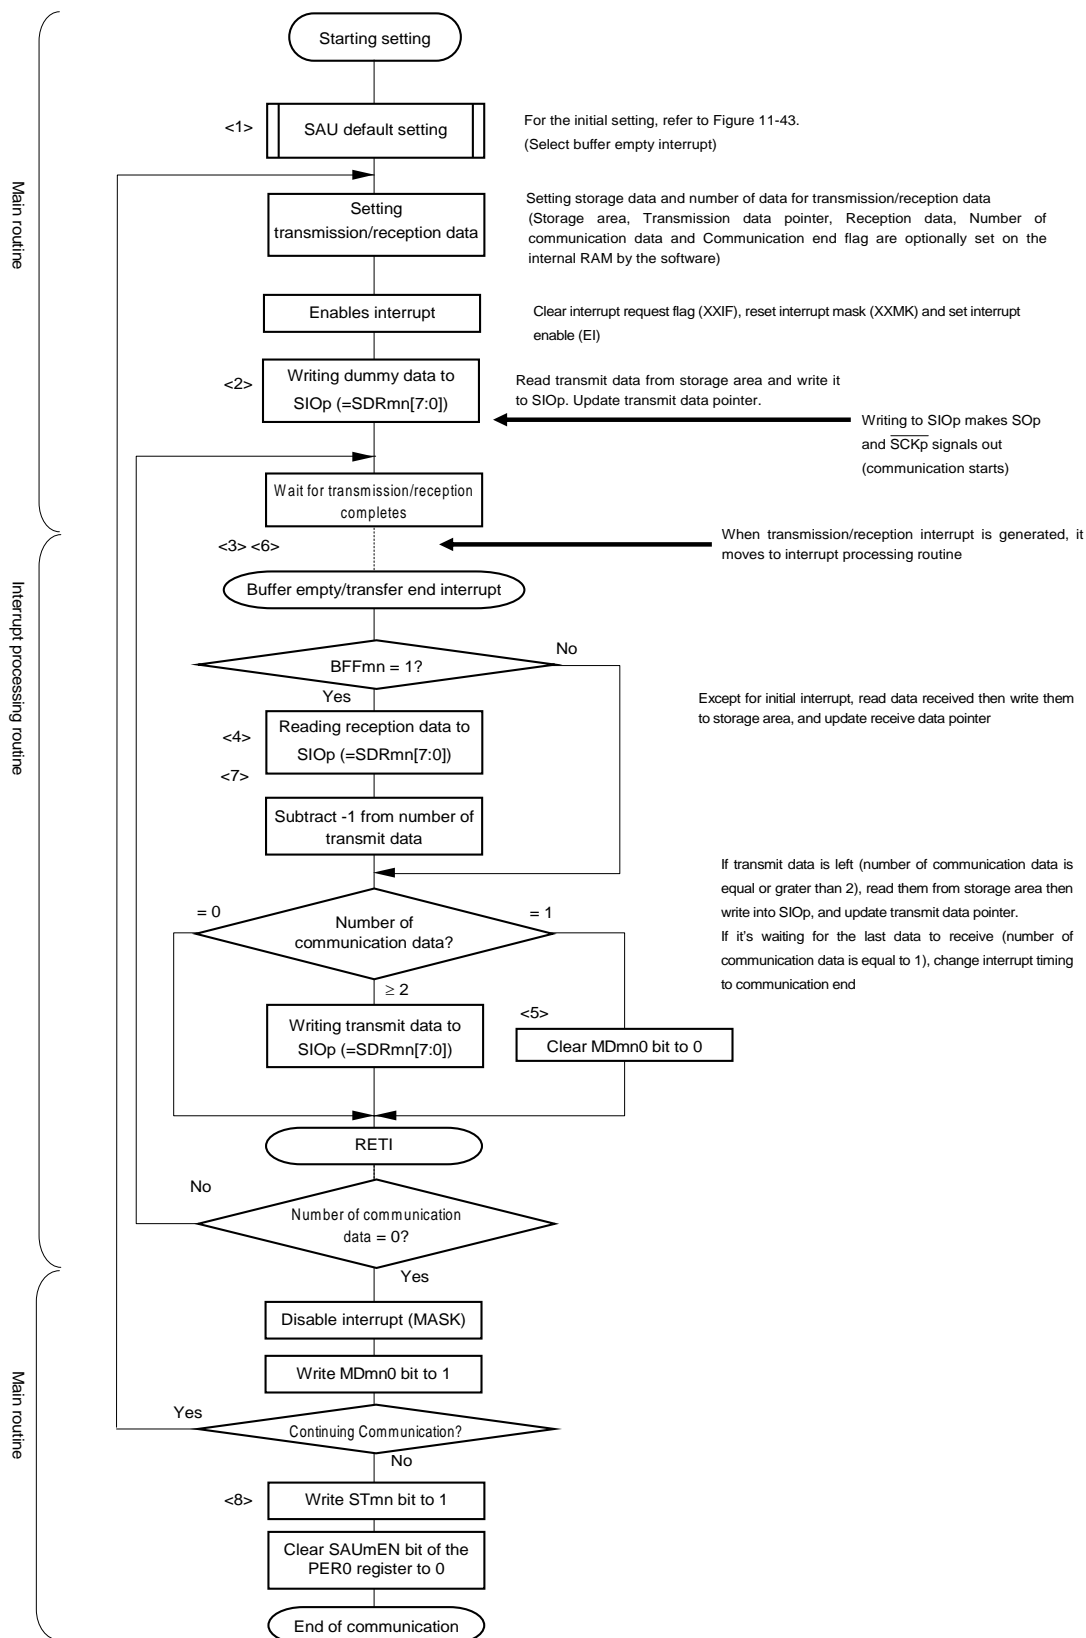 Starting setting
<1>
SAU default setting
For the initial setting, refer to Figure 11-43.
(Select buffer empty interrupt)
Main routine
Setting
transmission/reception data
Setting storage data and number of data for transmission/reception data
(Storage area, Transmission data pointer, Reception data, Number of
communication data and Communication end flag are optionally set on the
internal RAM by the software)
Enables interrupt
Clear interrupt request flag (XXIF), reset interrupt mask (XXMK) and set interrupt
enable (EI)
<2>
Writing dummy data to
SIOp (=SDRmn[7:0])
Read transmit data from storage area and write it
to SIOp. Update transmit data pointer.
Writing to SIOp makes SOp
and SCKp signals out
(communication starts)
Wait for transmission/reception
completes
<3> <6>
When transmission/reception interrupt is generated, it
moves to interrupt processing routine
Interrupt processing routine
Buffer empty/transfer end interrupt
BFFmn = 1?
No
Yes
<4>
Reading reception data to
SIOp (=SDRmn[7:0])
<7>
Except for initial interrupt, read data received then write them
to storage area, and update receive data pointer
Subtract -1 from number of
transmit data
= 0
Number of
communication data?
= 1
≥ 2
If transmit data is left (number of communication data is
equal or grater than 2), read them from storage area then
write into SIOp, and update transmit data pointer.
If it's waiting for the last data to receive (number of
communication data is equal to 1), change interrupt timing
to communication end
Writing transmit data to
SIOp (=SDRmn[7:0])
<5>
Clear MDmn0 bit to 0
RETI
No
Number of communication
data = 0?
Yes
Main routine
Disable interrupt (MASK)
Write MDmn0 bit to 1
Yes
Continuing Communication?
No
<8>
Write STmn bit to 1
Clear SAUmEN bit of the
PER0 register to 0
End of communication